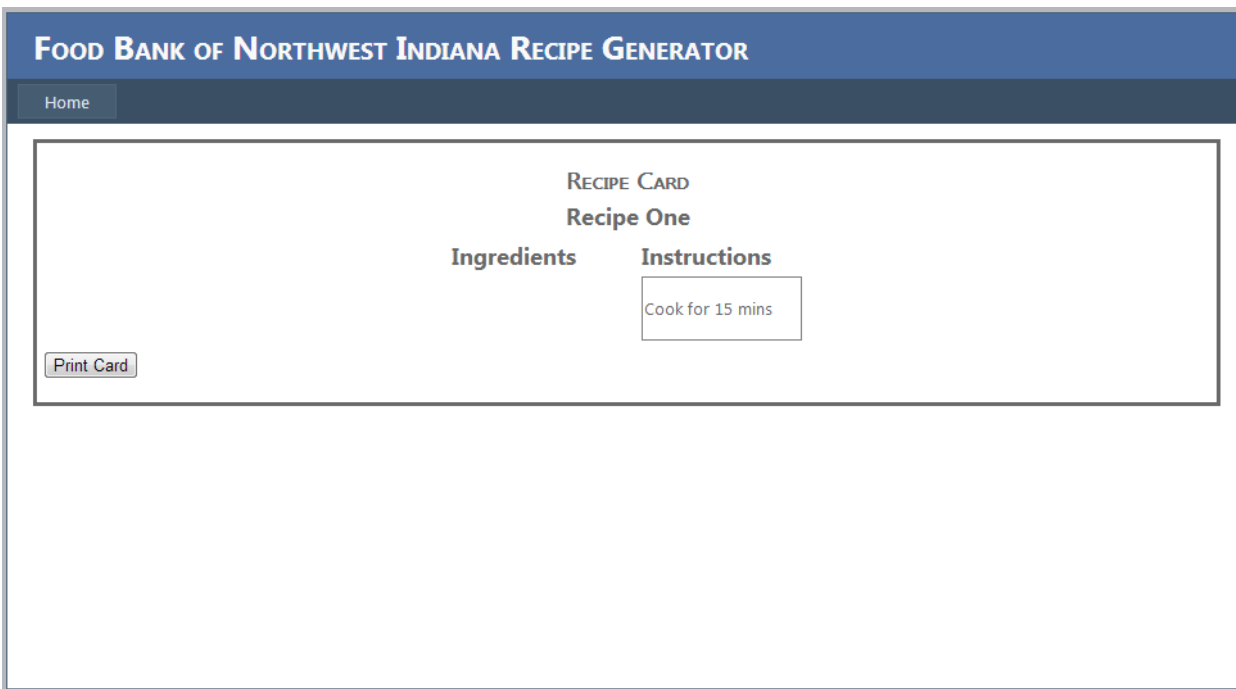 Food Bank of Northwest Indiana Recipe Generator
Home
Recipe Card
Recipe One
Ingredients Instructions
Cook for 15 mins
Print Card